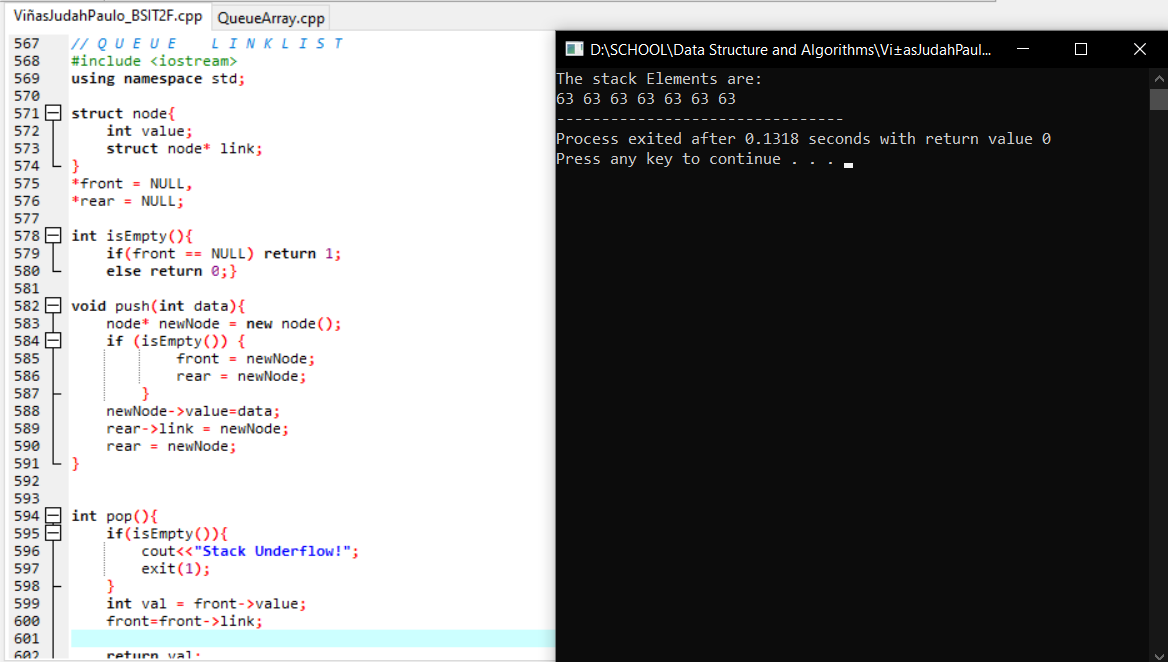 ViñasJudahPaulo_BSIT2F.cpp QueueArray.cpp
567 // Q U E U E L I N K L I S T
568 #include <iostream>
569 using namespace std;
570
571 struct node{
572 int value;
573 struct node* link;
574 }
575 *front = NULL,
576 *rear = NULL;
577
578 int isEmpty(){
579 if(front == NULL) return 1;
580 else return 0;}
581
582 void push(int data){
583 node* newNode = new node();
584 if (isEmpty()) {
585 front = newNode;
586 rear = newNode;
587 }
588 newNode->value=data;
589 rear->link = newNode;
590 rear = newNode;
591 }
592
593
594 int pop(){
595 if(isEmpty()){
596 cout<<"Stack Underflow!";
597 exit(1);
598 }
599 int val = front->value;
600 front=front->link;
601
602 return val;
D:\SCHOOL\Data Structure and Algorithms\Vi±asJudahPaul...
The stack Elements are:
63 63 63 63 63 63 63
--------------------------------
Process exited after 0.1318 seconds with return value 0
Press any key to continue . . .